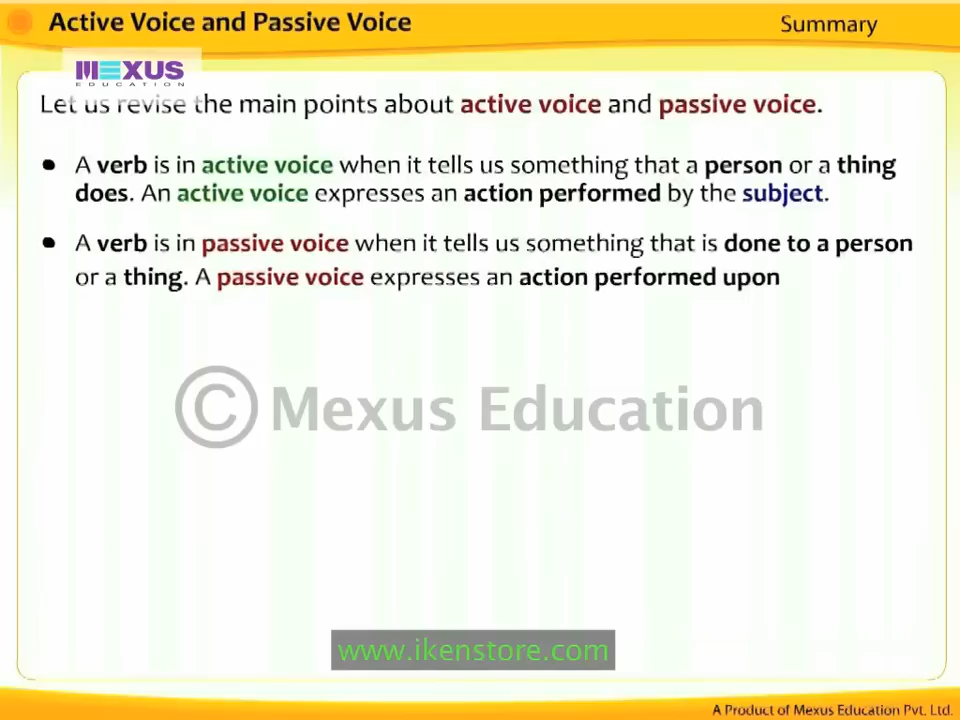 Active Voice and Passive Voice
Summary
MEXUS
EDUCATION
Let us revise the main points about active voice and passive voice.
• A verb is in active voice when it tells us something that a person or a thing
does. An active voice expresses an action performed by the subject.
• A verb is in passive voice when it tells us something that is done to a person
or a thing. A passive voice expresses an action performed upon
© Mexus Education
www.ikenstore.com
A Product of Mexus Education Pvt. Ltd.